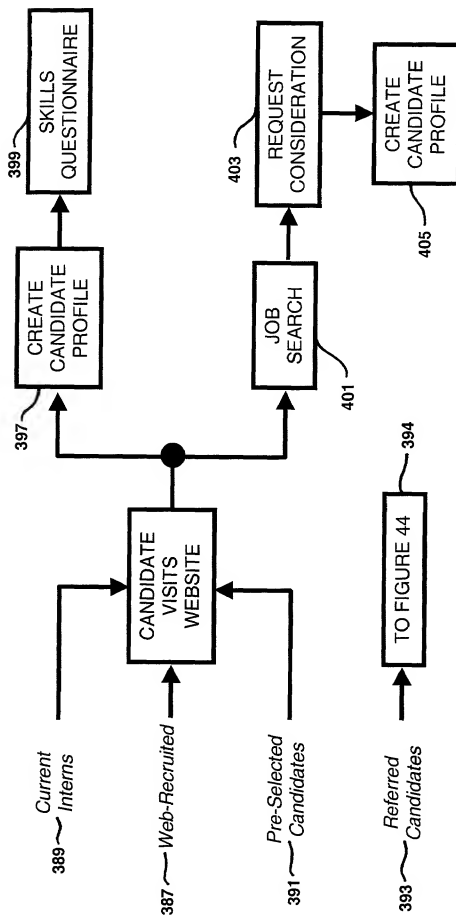 389
Current
Interns
387
Web-Recruited
391
Pre-Selected
Candidates
393
Referred
Candidates
CANDIDATE
VISITS
WEBSITE
TO FIGURE 44
394
397
CREATE
CANDIDATE
PROFILE
399
SKILLS
QUESTIONNAIRE
JOB
SEARCH
401
403
REQUEST
CONSIDERATION
CREATE
CANDIDATE
PROFILE
405